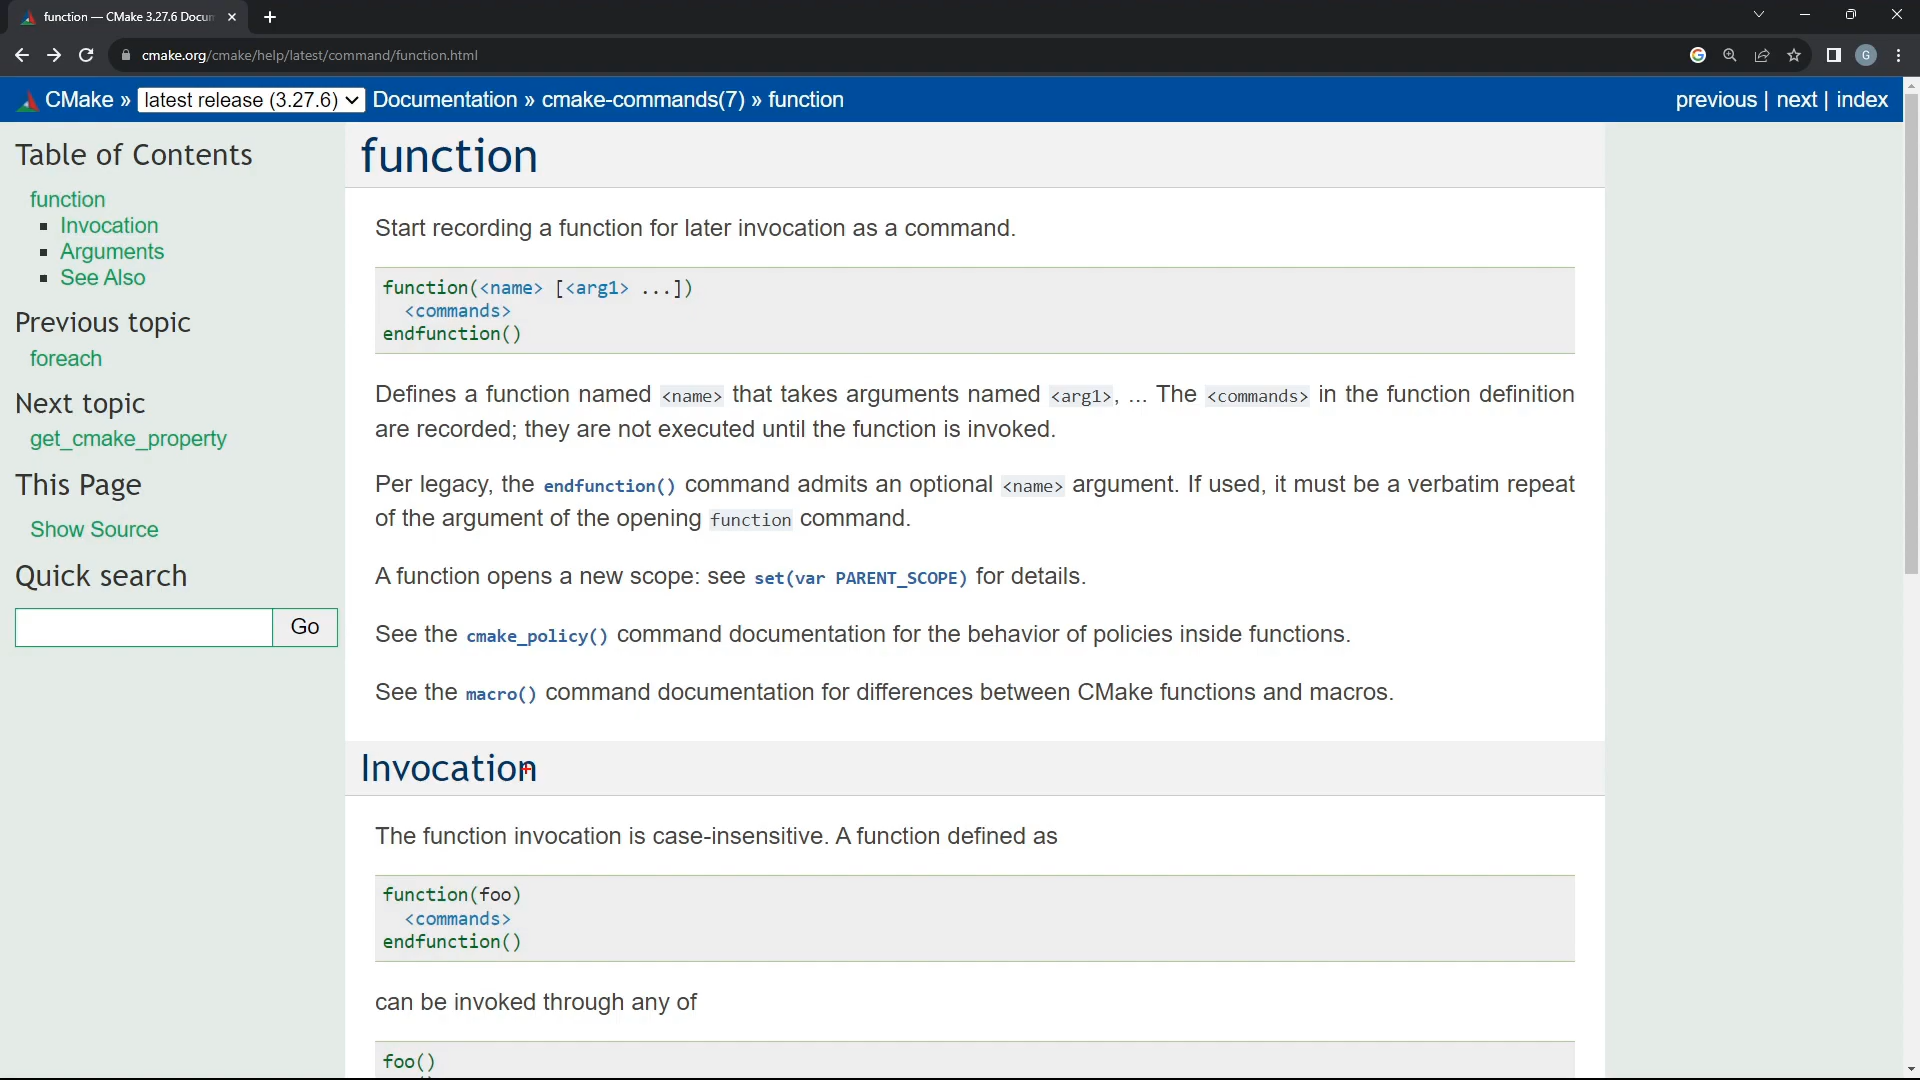 function — CMake 3.27.6 Docum
cmake.org/cmake/help/latest/command/function.html
G
CMake » latest release (3.27.6) Documentation » cmake-commands(7) » function
previous | next | index
Table of Contents
function
Invocation
Arguments
See Also
Previous topic
foreach
Next topic
get_cmake_property
This Page
Show Source
Quick search
Go
function
Start recording a function for later invocation as a command.
function(<name> [<arg1> ...])
<commands>
endfunction()
Defines a function named <name> that takes arguments named <arg1>, ... The <commands> in the function definition
are recorded; they are not executed until the function is invoked.
Per legacy, the endfunction() command admits an optional <name> argument. If used, it must be a verbatim repeat
of the argument of the opening function command.
A function opens a new scope: see set(var PARENT_SCOPE) for details.
See the cmake_policy() command documentation for the behavior of policies inside functions.
See the macro() command documentation for differences between CMake functions and macros.
Invocation
The function invocation is case-insensitive. A function defined as
function(foo)
<commands>
endfunction()
can be invoked through any of
foo()